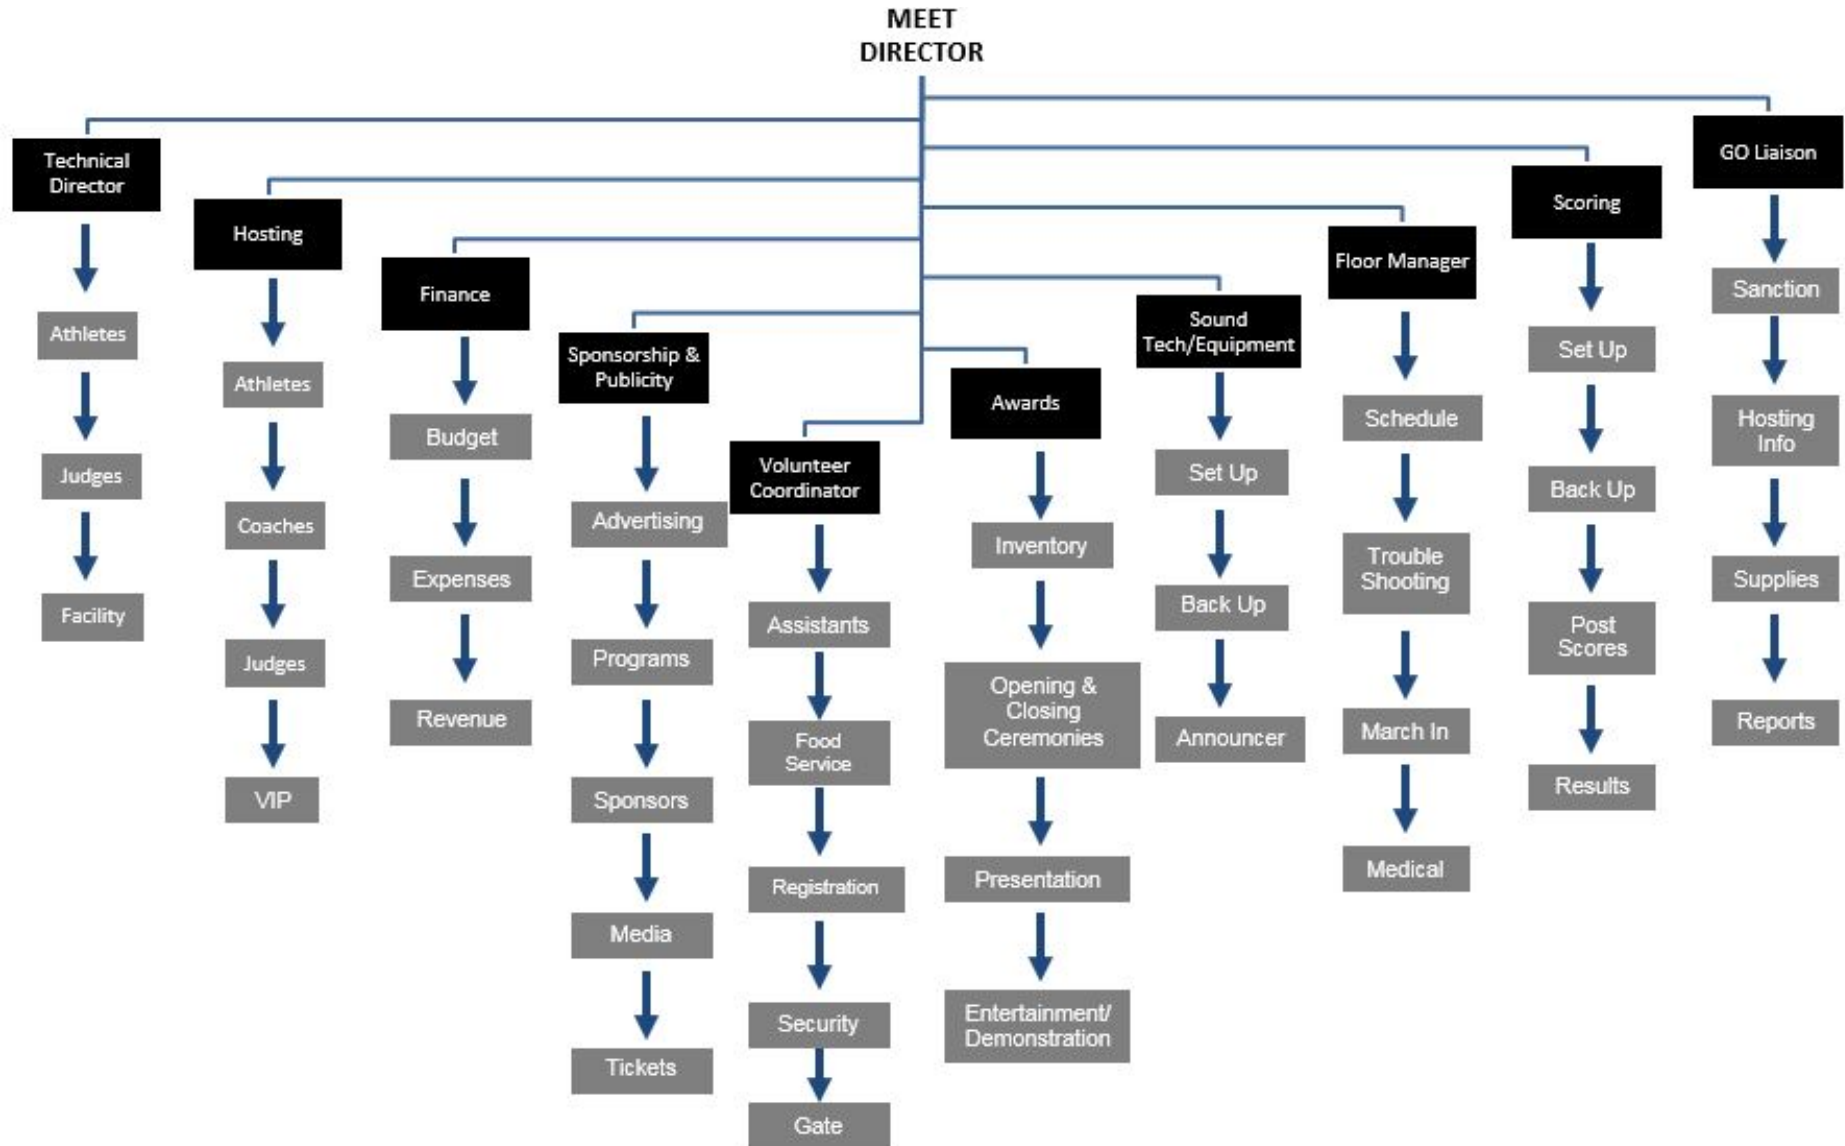 MEET
DIRECTOR
Technical
Director
Athletes
Judges
Facility
Hosting
Athletes
Coaches
Judges
VIP
Finance
Budget
Expenses
Revenue
Sponsorship &
Publicity
Advertising
Programs
Sponsors
Media
Tickets
Volunteer
Coordinator
Assistants
Food
Service
Registration
Security
Gate
Awards
Inventory
Opening &
Closing
Ceremonies
Presentation
Entertainment/
Demonstration
Sound
Tech/Equipment
Set Up
Back Up
Announcer
Floor Manager
Schedule
Trouble
Shooting
March In
Medical
Scoring
Set Up
Back Up
Post
Scores
Results
GO Liaison
Sanction
Hosting
Info
Supplies
Reports